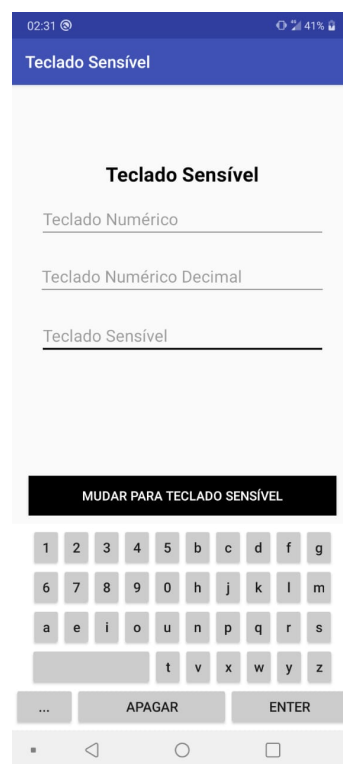 02:31 41%
Teclado Sensível
Teclado Sensível
Teclado Numérico
Teclado Numérico Decimal
Teclado Sensível
MUDAR PARA TECLADO SENSÍVEL
1 2 3 4 5 b c d f g
6 7 8 9 0 h j k l m
a e i o u n p q r s
t v x w y z
... APAGAR ENTER